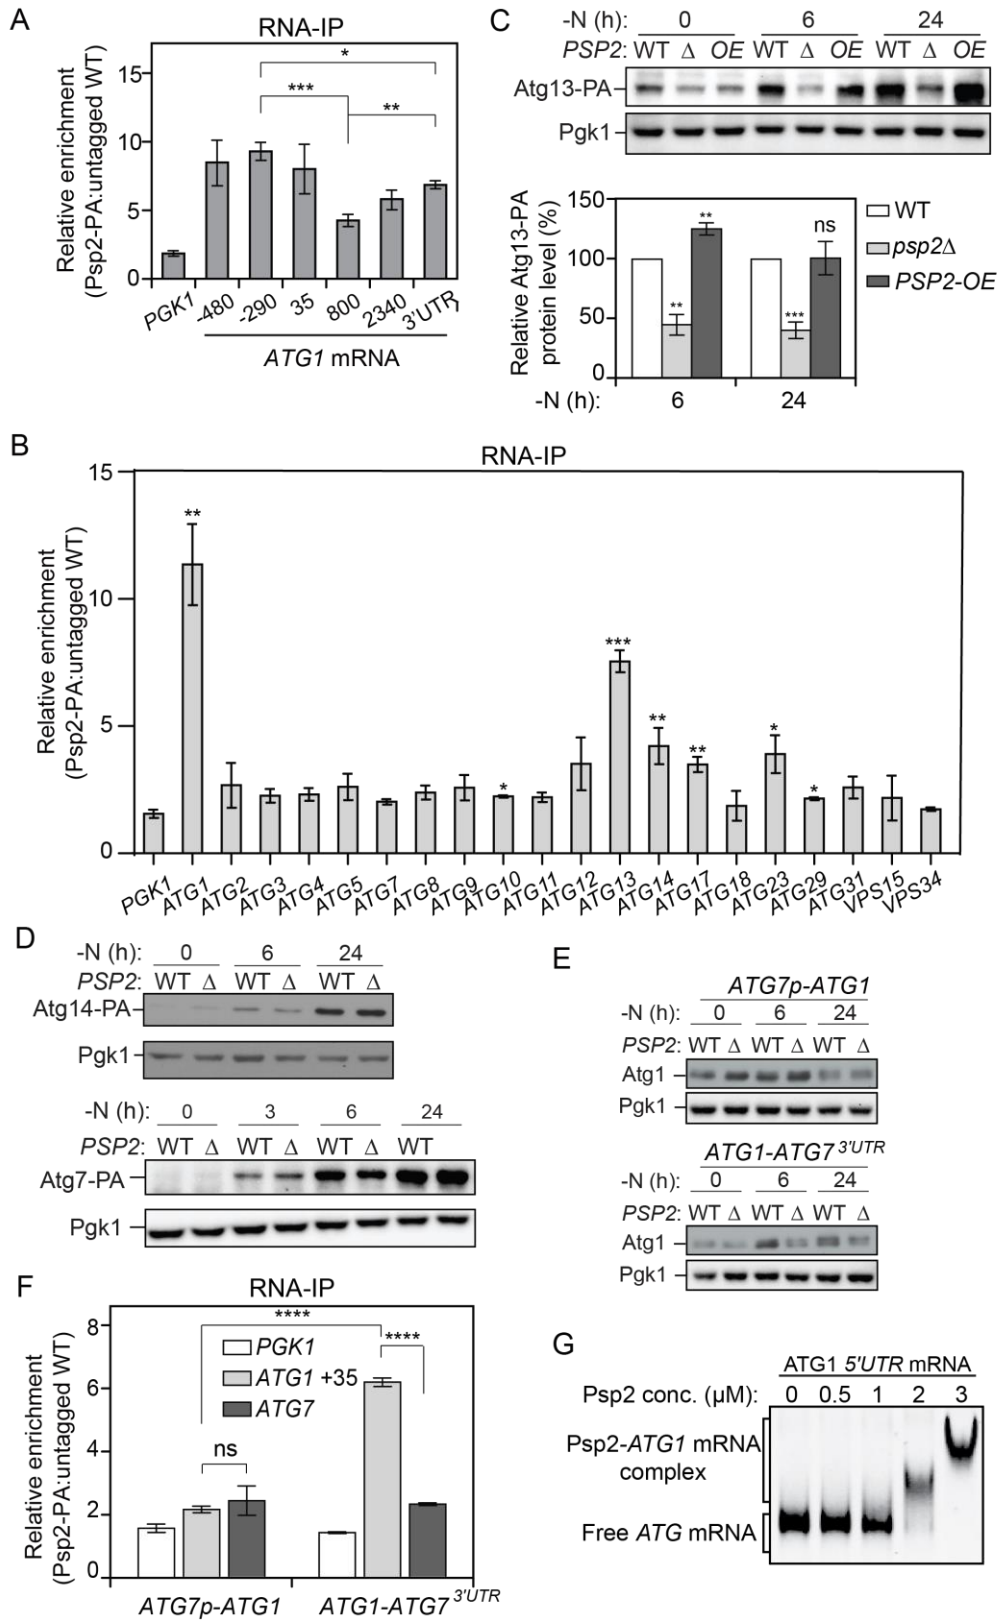 A
RNA-IP
Relative enrichment
(Psp2-PA:untagged WT)
15
10
5
0
*
***
**
PGK1 -480 -290 35 800 2340 3'UTR
ATG1 mRNA
C
-N (h): 0 6 24
PSP2: WT Δ OE WT Δ OE WT Δ OE
Atg13-PA
Pgk1
Relative Atg13-PA
protein level (%)
150
100
50
0
** ** *** ns
WT
psp2Δ
PSP2-OE
-N (h): 6 24
B
RNA-IP
Relative enrichment
(Psp2-PA:untagged WT)
15
10
5
0
** * *** ** ** * *
PGK1 ATG1 ATG2 ATG3 ATG4 ATG5 ATG7 ATG8 ATG9 ATG10 ATG11 ATG12 ATG13 ATG14 ATG17 ATG18 ATG23 ATG29 ATG31 VPS15 VPS34
D
-N (h): 0 6 24
PSP2: WT Δ WT Δ WT Δ
Atg14-PA
Pgk1
-N (h): 0 3 6 24
PSP2: WT Δ WT Δ WT Δ WT
Atg7-PA
Pgk1
E
ATG7p-ATG1
-N (h): 0 6 24
PSP2: WT Δ WT Δ WT Δ
Atg1
Pgk1
ATG1-ATG7 3'UTR
-N (h): 0 6 24
PSP2: WT Δ WT Δ WT Δ
Atg1
Pgk1
F
RNA-IP
Relative enrichment
(Psp2-PA:untagged WT)
8
6
4
2
0
****
****
ns
PGK1
ATG1 +35
ATG7
ATG7p-ATG1 ATG1-ATG7 3'UTR
G
ATG1 5'UTR mRNA
Psp2 conc. (µM): 0 0.5 1 2 3
Psp2-ATG1 mRNA
complex
Free ATG mRNA